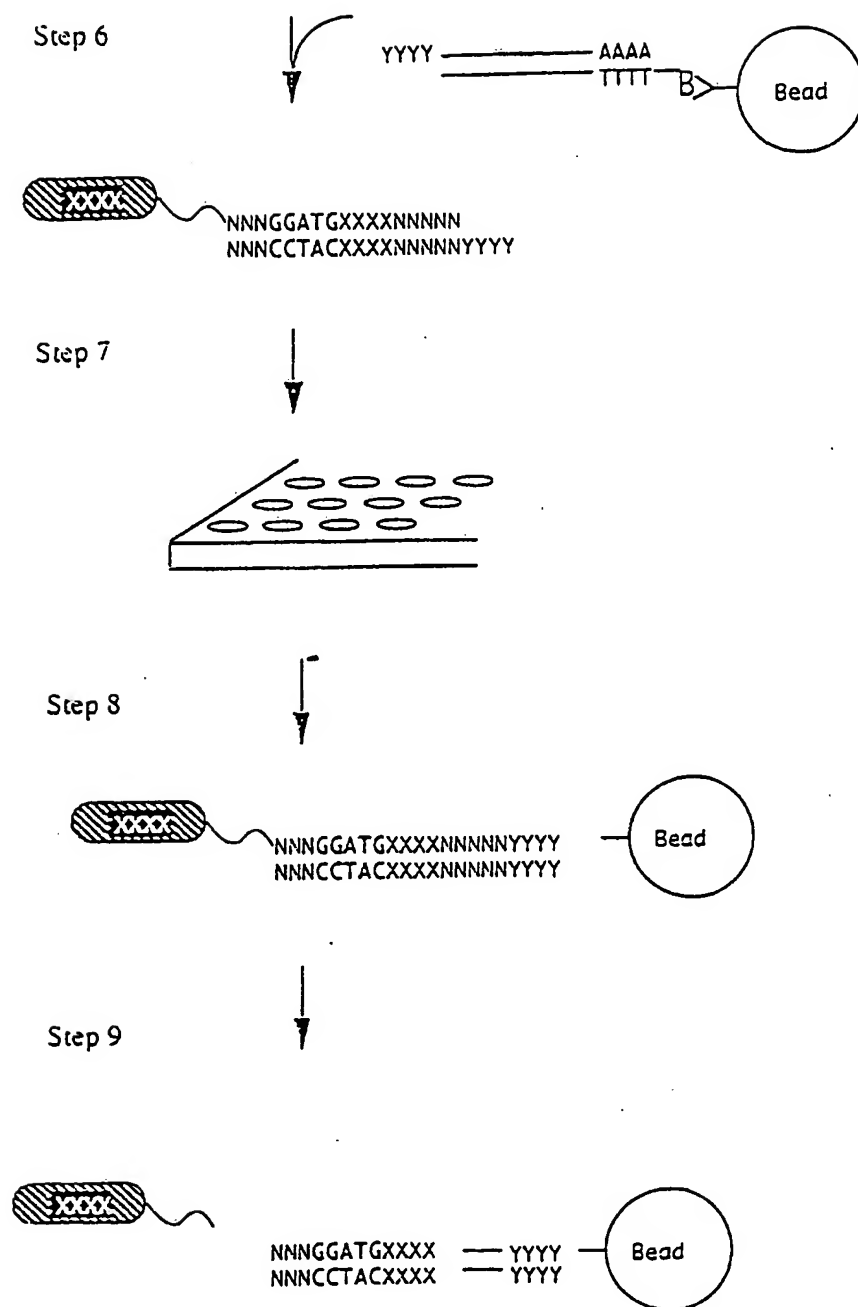 Step 6
YYYY AAAA
TTTT B Bead
XXXX
NNNGGATGXXXXNNNNN
NNNCCTACXXXXNNNNNYYYY
Step 7
Step 8
XXXX
NNNGGATGXXXXNNNNNYYYY
NNNCCTACXXXXNNNNNYYYY
Bead
Step 9
XXXX
NNNGGATGXXXX YYYY
NNNCCTACXXXX YYYY
Bead